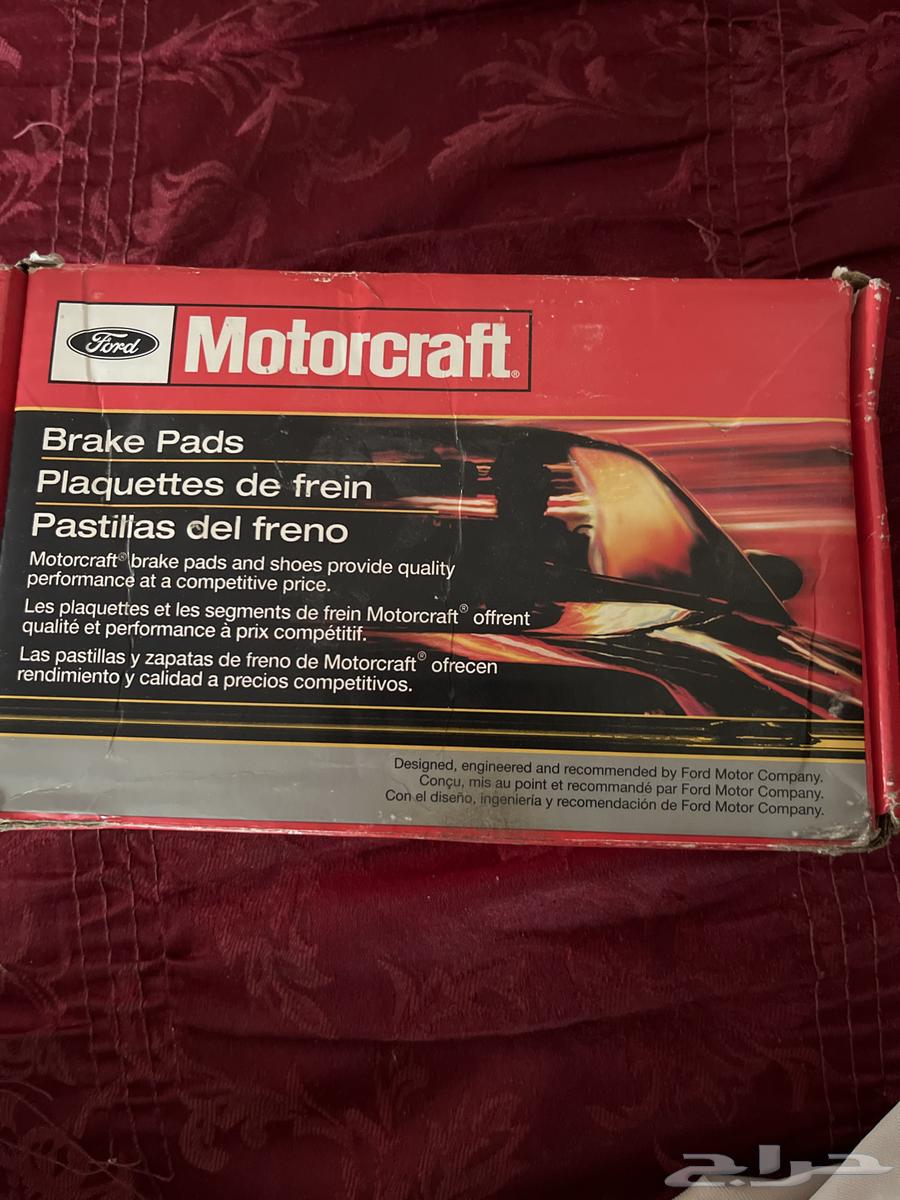 Ford
Motorcraft®
Brake Pads
Plaquettes de frein
Pastillas del freno
Motorcraft® brake pads and shoes provide quality
performance at a competitive price.
Les plaquettes et les segments de frein Motorcraft® offrent
qualité et performance à prix compétitif.
Las pastillas y zapatas de freno de Motorcraft® ofrecen
rendimiento y calidad a precios competitivos.
Designed, engineered and recommended by Ford Motor Company.
Conçu, mis au point et recommandé par Ford Motor Company.
Con el diseño, ingeniería y recomendación de Ford Motor Company.
حراج